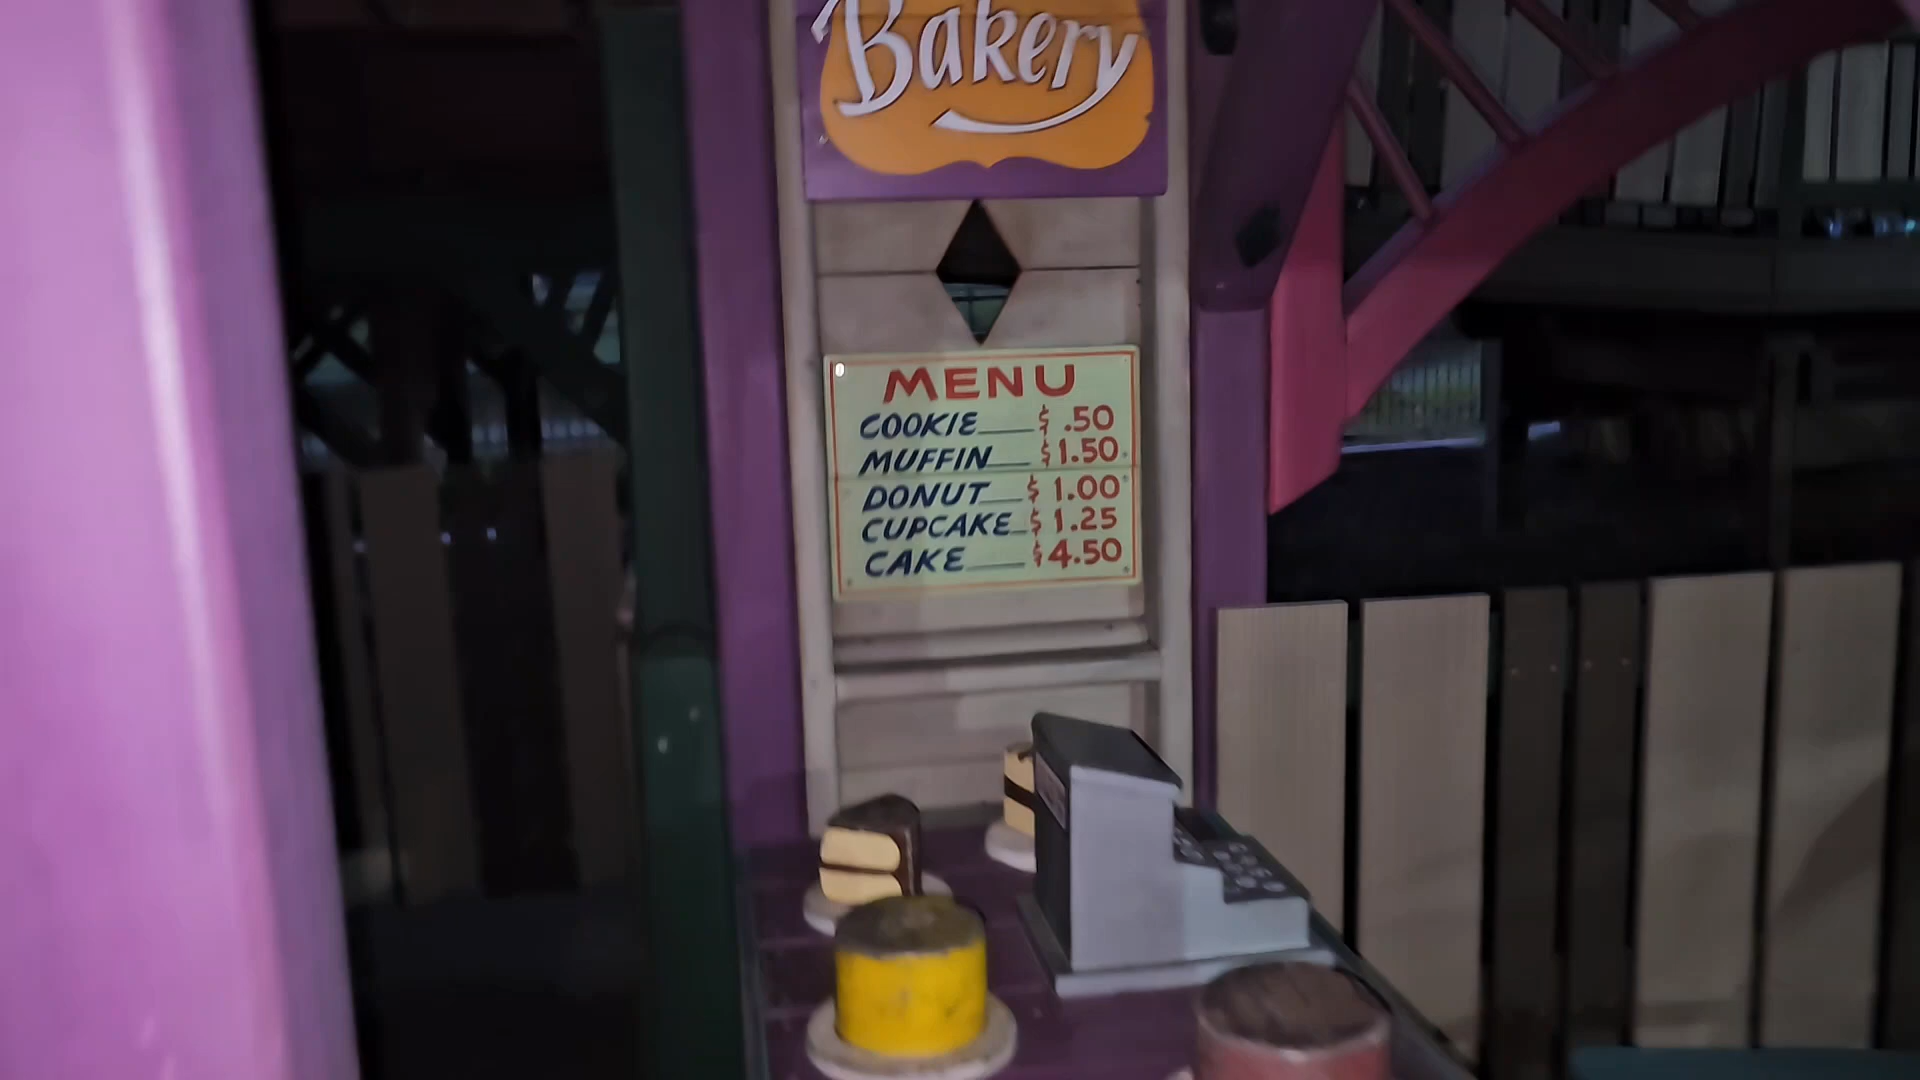 Bakery
MENU
COOKIE $ .50
MUFFIN $1.50
DONUT $ 1.00
CUPCAKE $ 1.25
CAKE $4.50